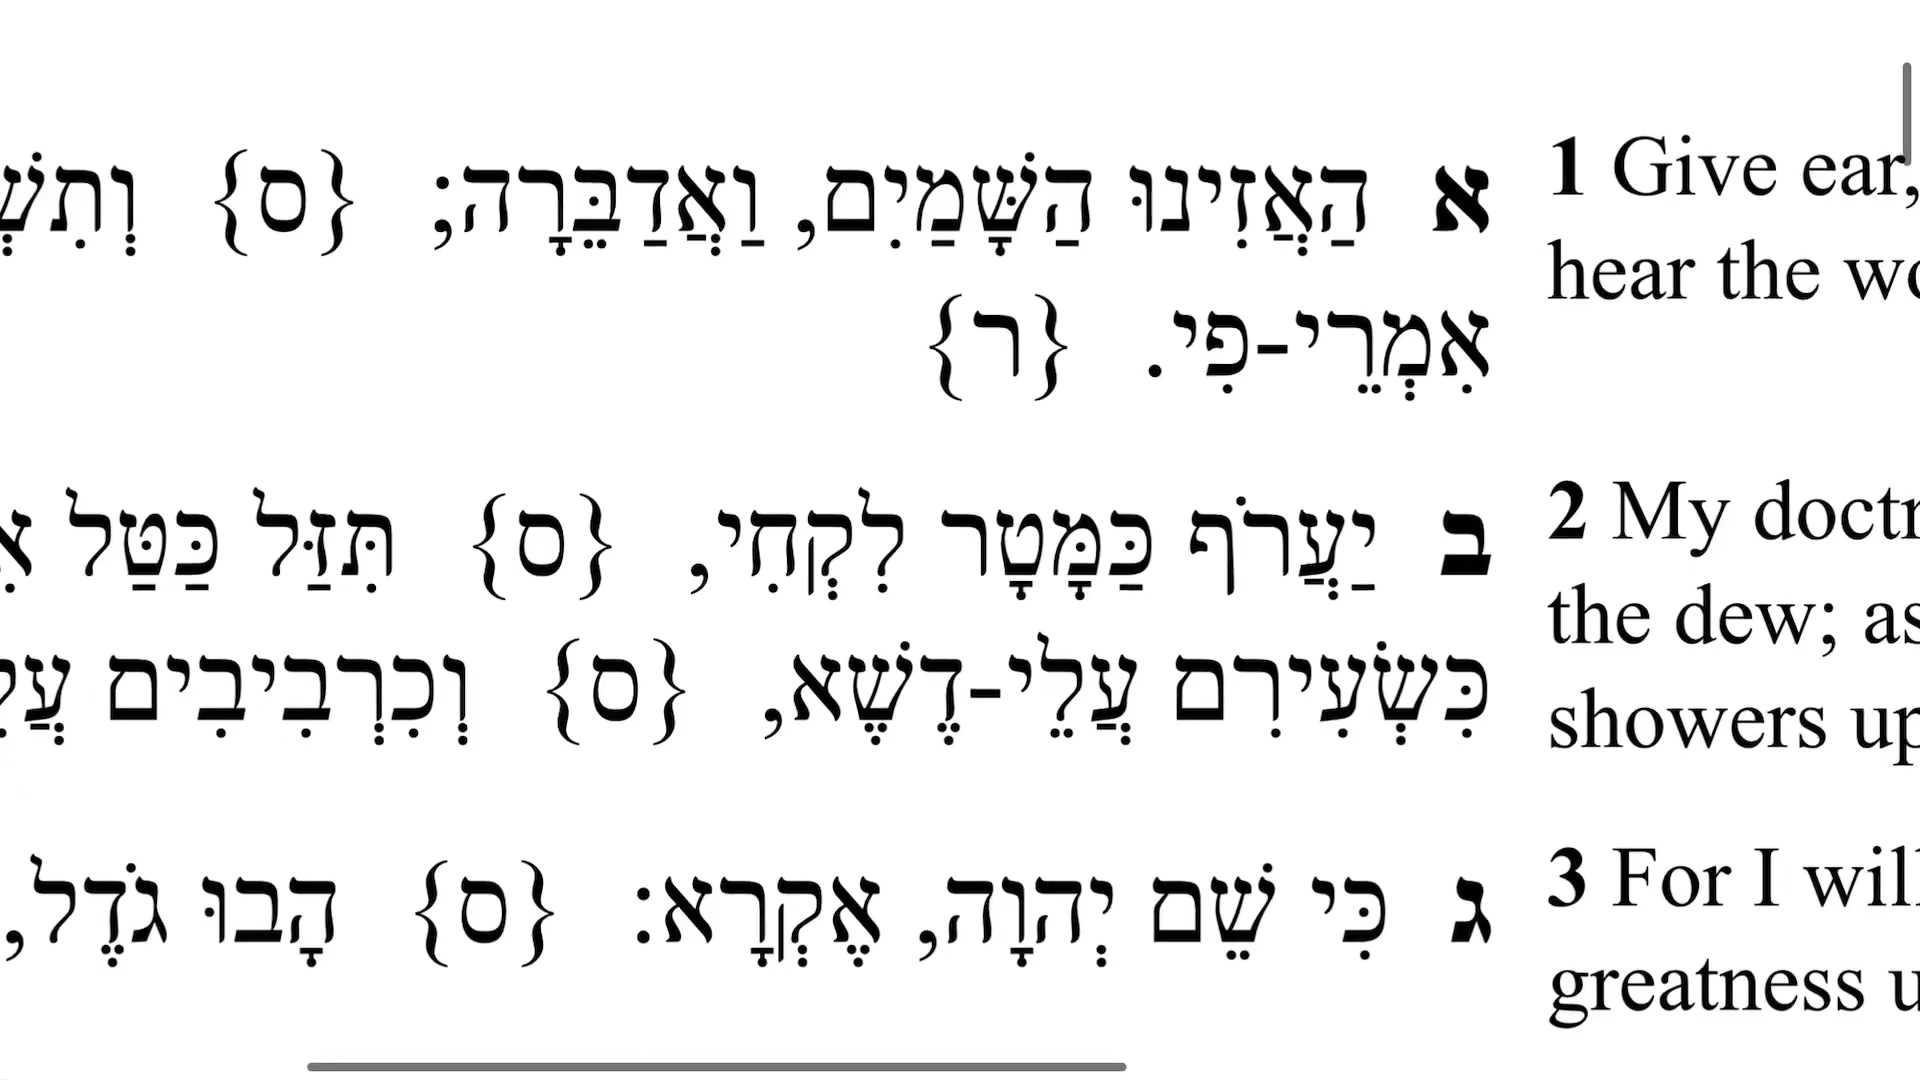 א הַאֲזִינוּ הַשָּׁמַיִם, וַאֲדַבֵּרָה; {ס}
אִמְרֵי-פִי. {ר}
ב יַעֲרֹף כַּמָּטָר לִקְחִי, {ס} תִּזַּל כַּטַּל
כִּשְׂעִירִם עֲלֵי-דֶשֶׁא, {ס} וְכִרְבִיבִים
ג כִּי שֵׁם יְהוָה, אֶקְרָא: {ס} הָבוּ גֹדֶל,
1 Give ear,
hear the
2 My
the dew; as
showers
3 For I
greatness